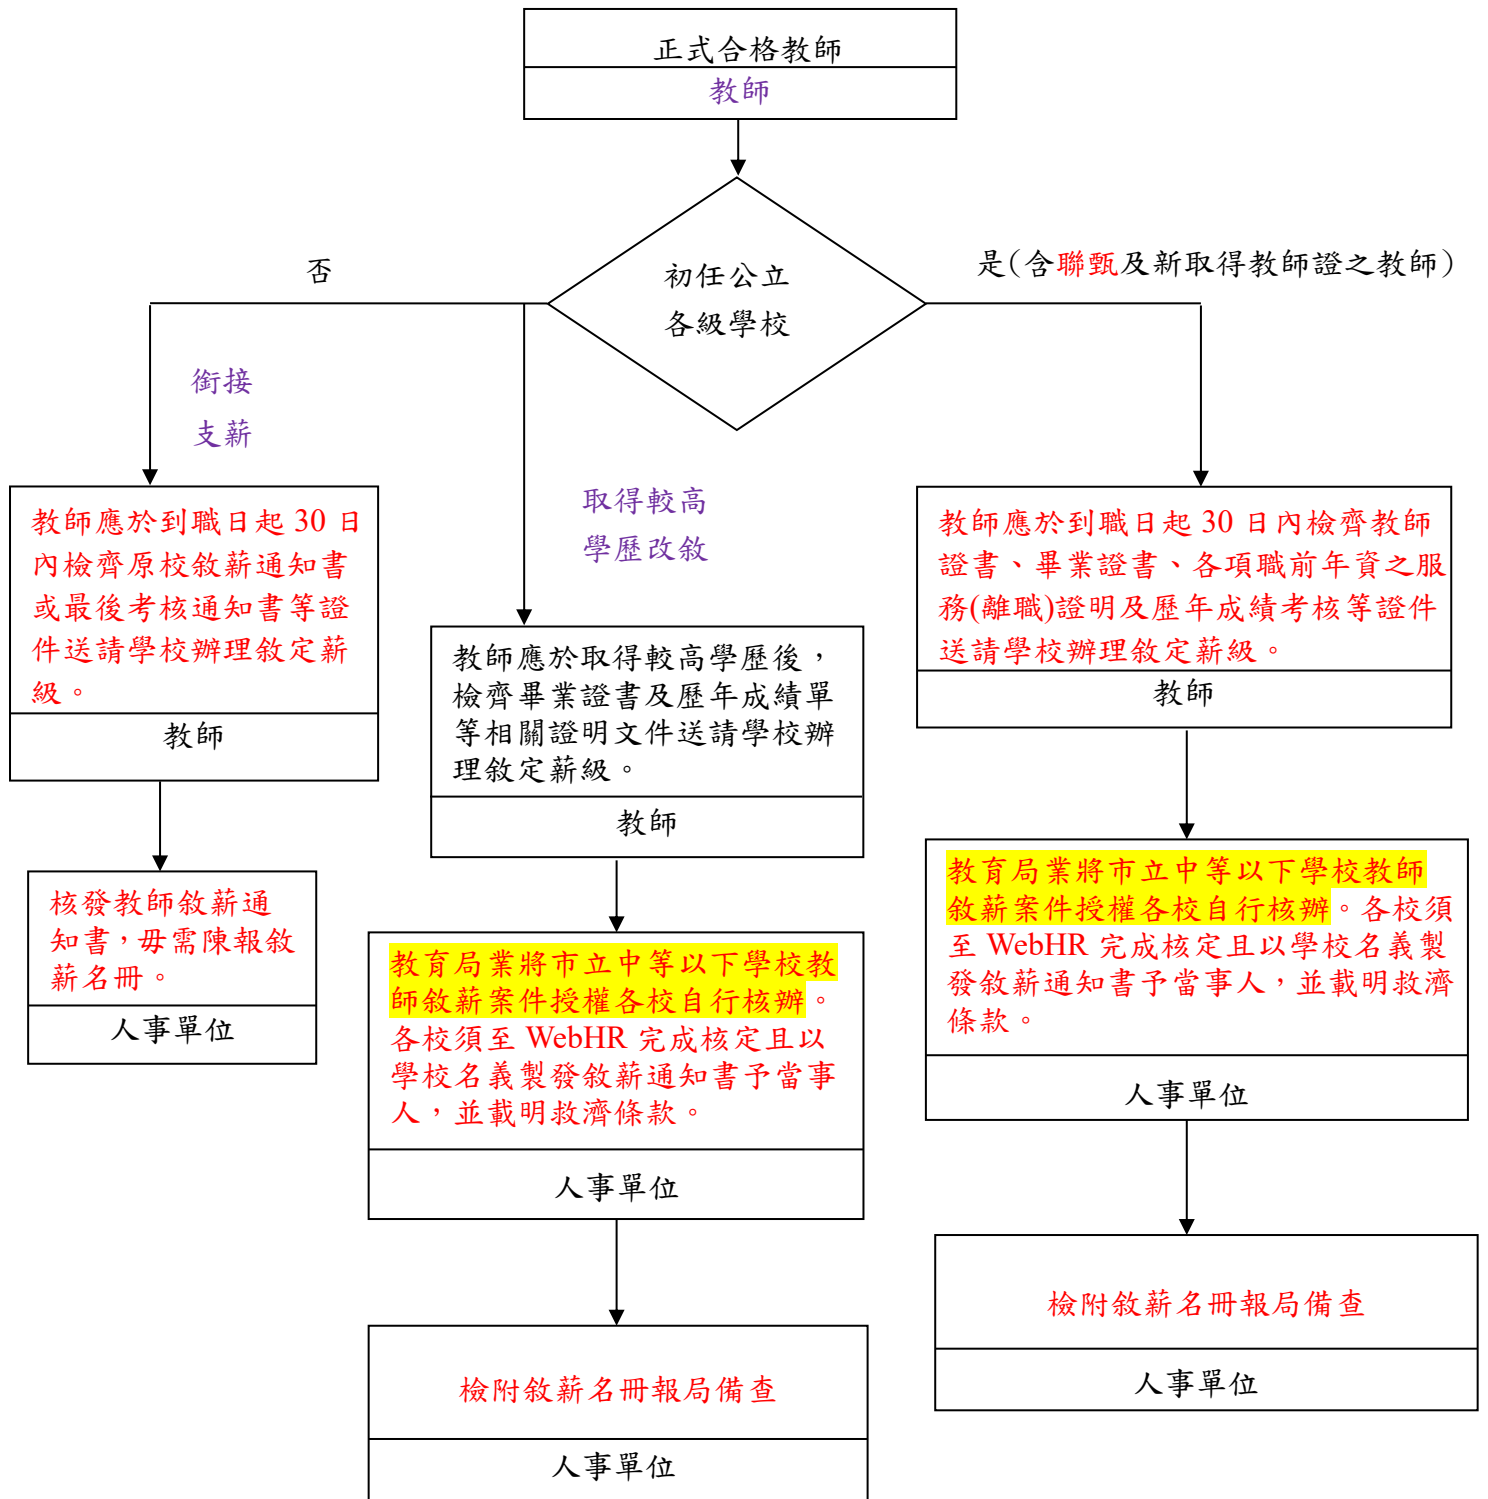 正式合格教師
教師
初任公立
各級學校
否
是(含聯甄及新取得教師證之教師)
銜接
支薪
取得較高
學歷改敘
教師應於到職日起 30 日
內檢齊原校敘薪通知書
或最後考核通知書等證
件送請學校辦理敘定薪
級。
教師
核發教師敘薪通
知書,毋需陳報敘
薪名冊。
人事單位
教師應於取得較高學歷後,
檢齊畢業證書及歷年成績單
等相關證明文件送請學校辦
理敘定薪級。
教師
教育局業將市立中等以下學校教
師敘薪案件授權各校自行核辦。
各校須至 WebHR 完成核定且以
學校名義製發敘薪通知書予當事
人,並載明救濟條款。
人事單位
檢附敘薪名冊報局備查
人事單位
教師應於到職日起 30 日內檢齊教師
證書、畢業證書、各項職前年資之服
務(離職)證明及歷年成績考核等證件
送請學校辦理敘定薪級。
教師
教育局業將市立中等以下學校教師
敘薪案件授權各校自行核辦。各校須
至 WebHR 完成核定且以學校名義製
發敘薪通知書予當事人,並載明救濟
條款。
人事單位
檢附敘薪名冊報局備查
人事單位